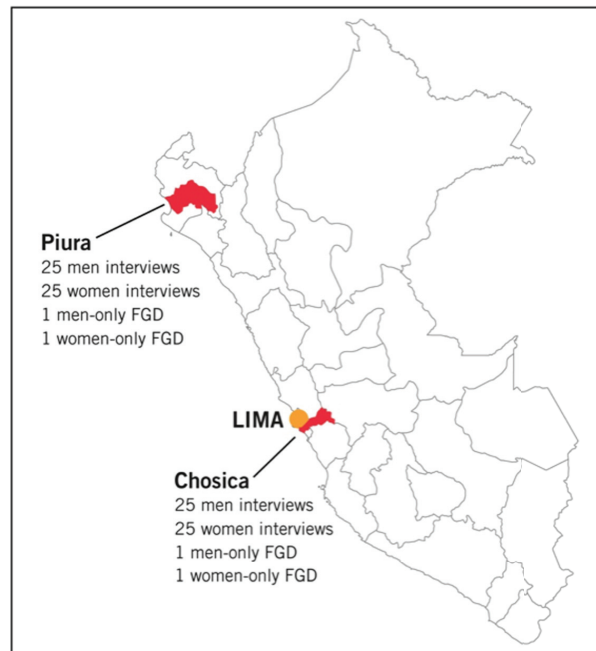 Piura
25 men interviews
25 women interviews
1 men-only FGD
1 women-only FGD
LIMA
Chosica
25 men interviews
25 women interviews
1 men-only FGD
1 women-only FGD